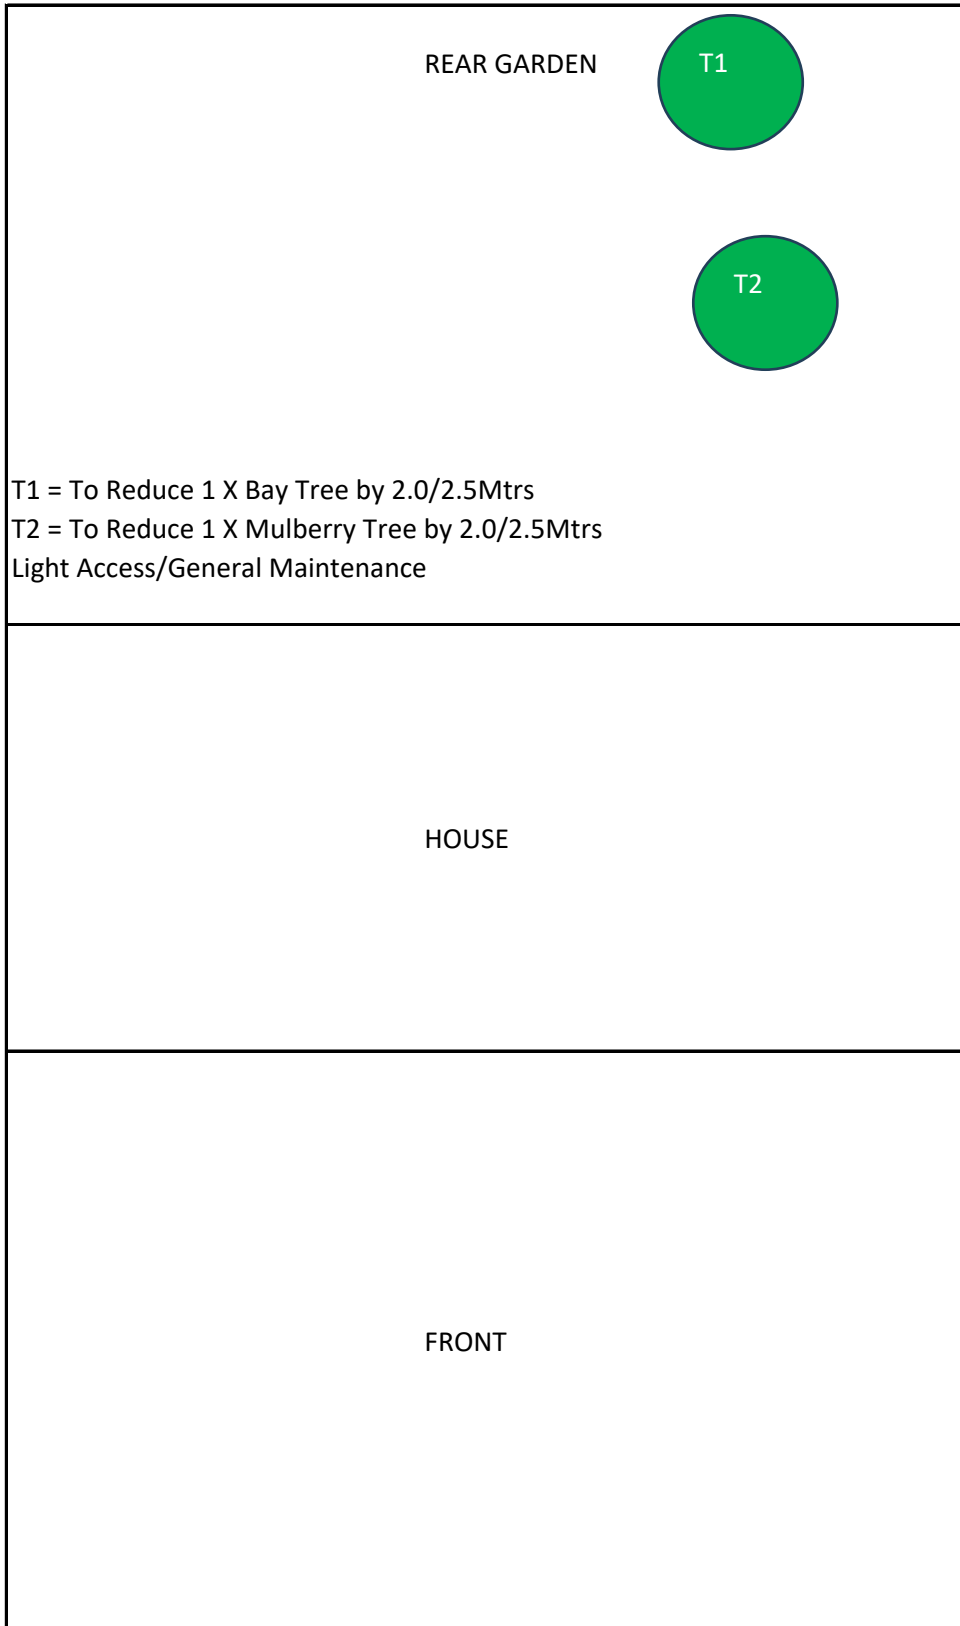 REAR GARDEN
T1
T2
T1 = To Reduce 1 X Bay Tree by 2.0/2.5Mtrs
T2 = To Reduce 1 X Mulberry Tree by 2.0/2.5Mtrs
Light Access/General Maintenance
HOUSE
FRONT